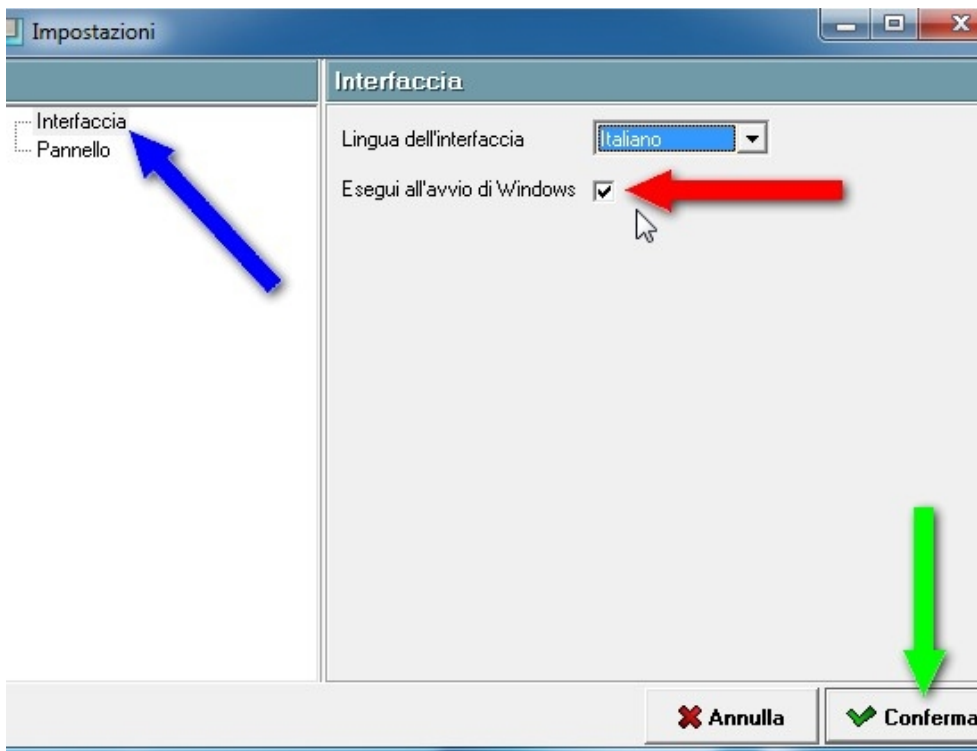 Impostazioni
Interfaccia
Interfaccia
Pannello
Lingua dell'interfaccia Italiano
Esegui all'avvio di Windows
Annulla Conferma